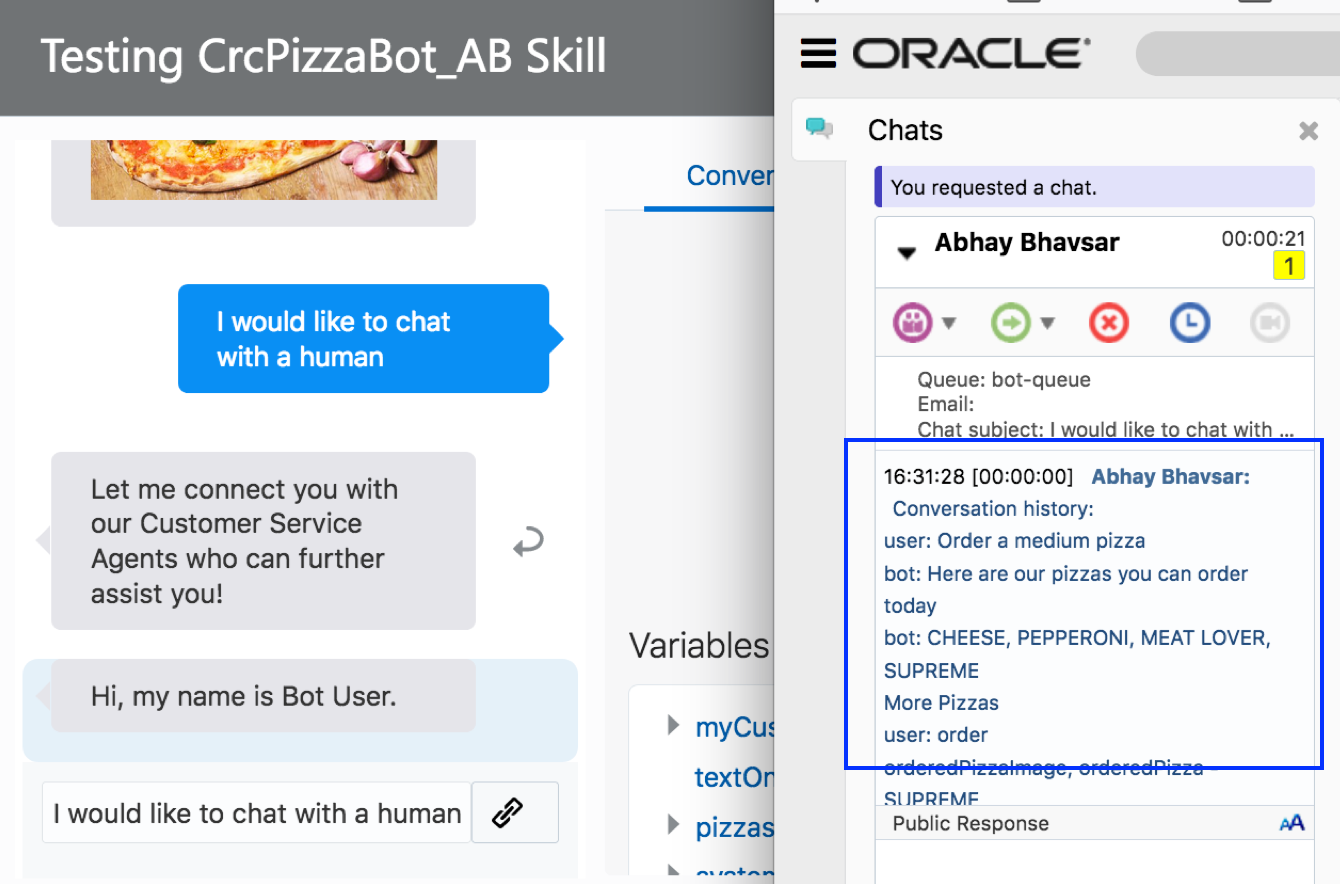 Testing CrcPizzaBot_AB Skill
I would like to chat
with a human
Let me connect you with
our Customer Service
Agents who can further
assist you!
Hi, my name is Bot User.
I would like to chat with a human
Conver
Variables
myCus
textOn
pizzas
system
ORACLE
Chats
You requested a chat.
Abhay Bhavsar 00:00:21
1
Queue: bot-queue
Email:
Chat subject: I would like to chat with ...
16:31:28 [00:00:00] Abhay Bhavsar:
Conversation history:
user: Order a medium pizza
bot: Here are our pizzas you can order
today
bot: CHEESE, PEPPERONI, MEAT LOVER,
SUPREME
More Pizzas
user: order
orderedPizzaImage, orderedPizza -
SUPREME
Public Response AA